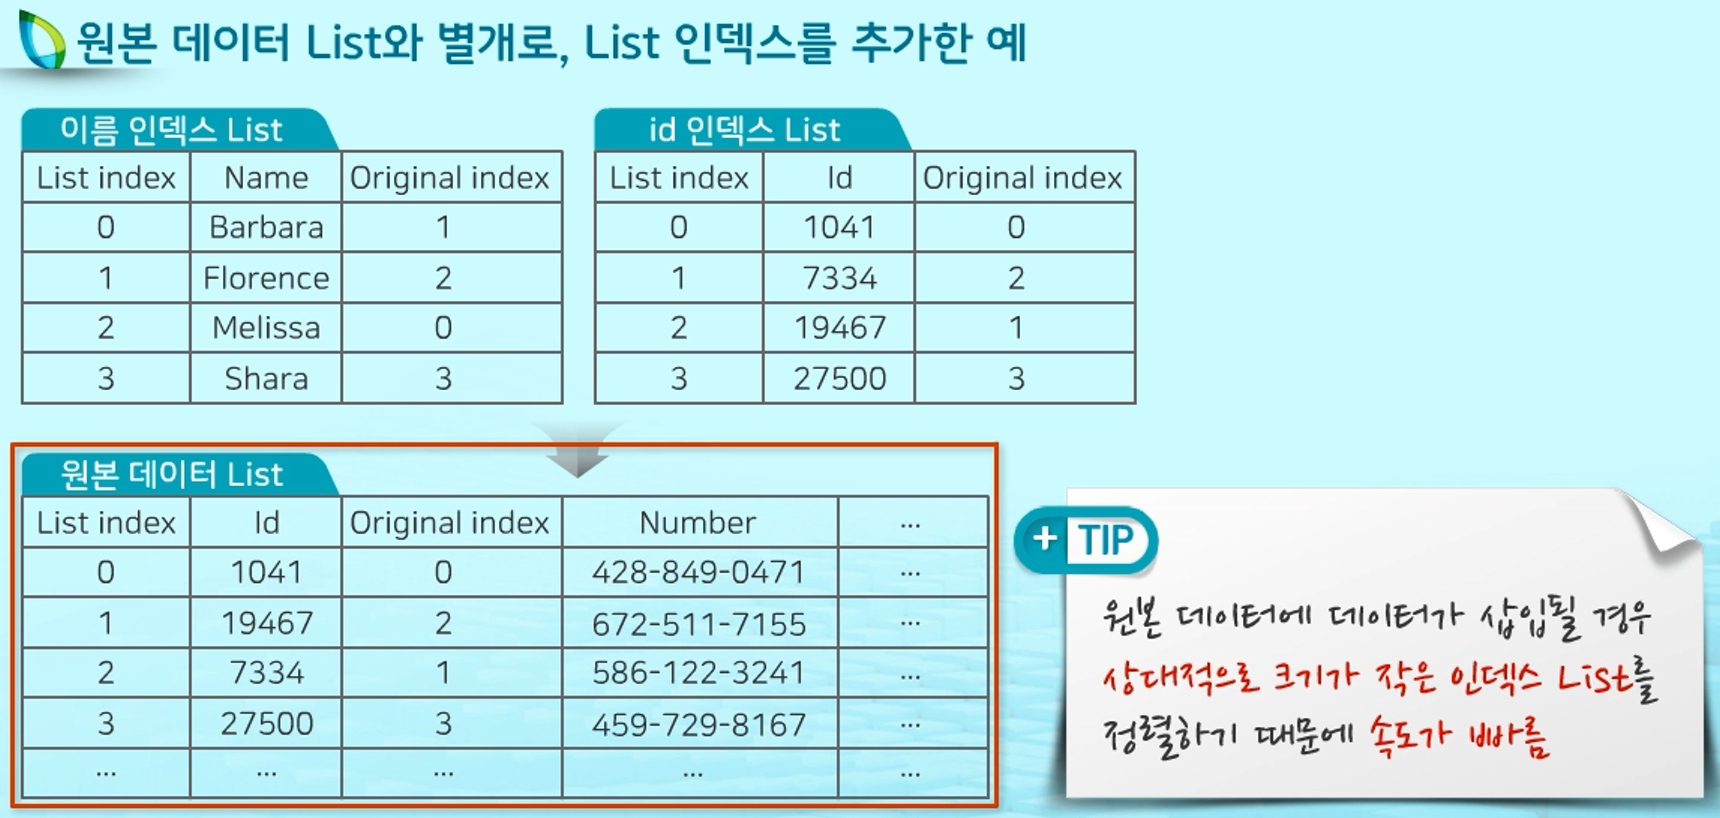 원본 데이터 List와 별개로, List 인덱스를 추가한 예
이름 인덱스 List
List index Name Original index
0 Barbara 1
1 Florence 2
2 Melissa 0
3 Shara 3
id 인덱스 List
List index Id Original index
0 1041 0
1 7334 2
2 19467 1
3 27500 3
원본 데이터 List
List index Id Original index Number ...
0 1041 0 428-849-0471 ...
1 19467 2 672-511-7155 ...
2 7334 1 586-122-3241 ...
3 27500 3 459-729-8167 ...
... ... ... ... ...
+ TIP
원본 데이터에 데이터가 삽입될 경우
상대적으로 크기가 작은 인덱스 List를
정렬하기 때문에 속도가 빠름